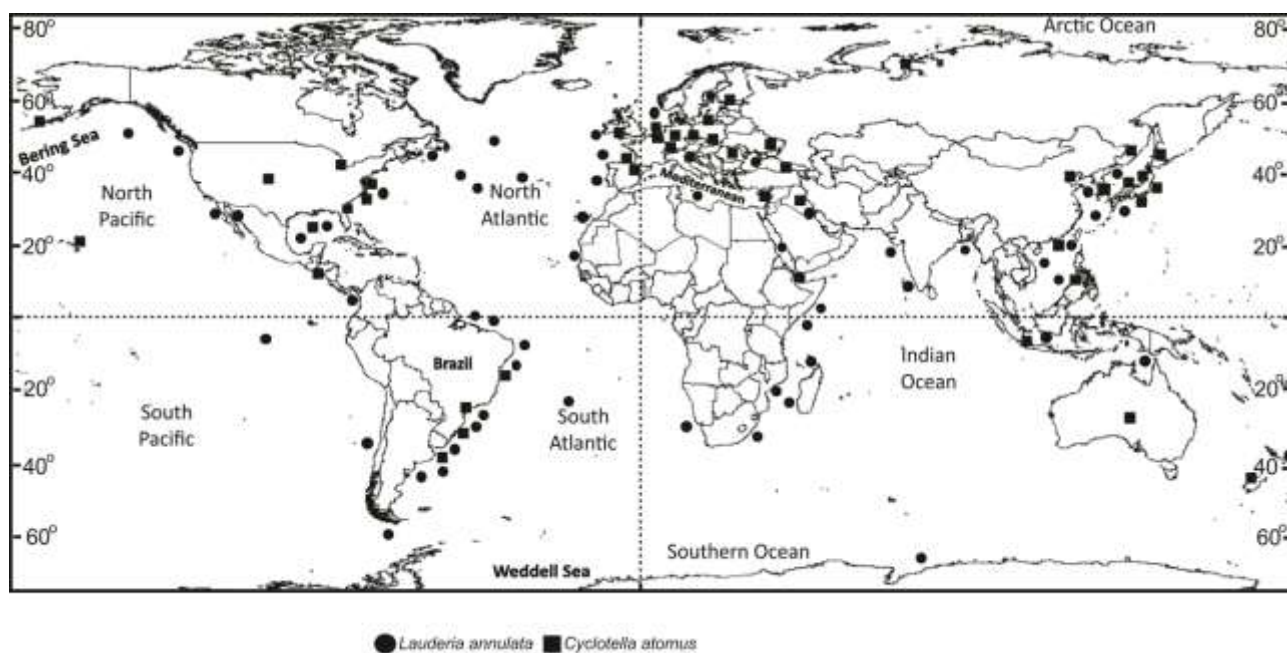 80° Arctic Ocean 80°
60° 60°
Bering Sea
40° 40°
North
Pacific
North
Atlantic
Mediterranean
20° 20°
Brazil
Indian
Ocean
20° 20°
South
Pacific
South
Atlantic
40° 40°
60° 60°
Southern Ocean
Weddell Sea
Lauderia annulata Cyclotella atomus